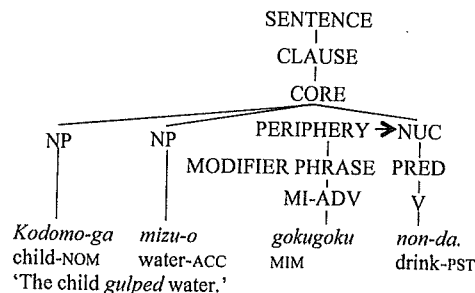 SENTENCE
CLAUSE
CORE
NP NP PERIPHERY NUC
MODIFIER PHRASE PRED
MI-ADV V
Kodomo-ga mizu-o gokugoku non-da.
child-NOM water-ACC MIM drink-PST
'The child gulped water.'